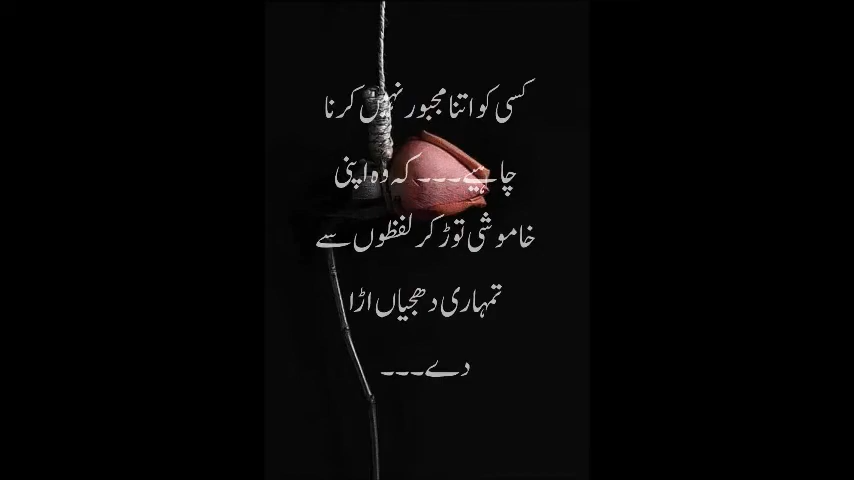 کسی کو اتنا مجبور نہیں کرنا
چاہیے۔۔۔ کہ وہ اپنی
خاموشی توڑ کر لفظوں سے
تمہاری دھجیاں اڑا
دے۔۔۔